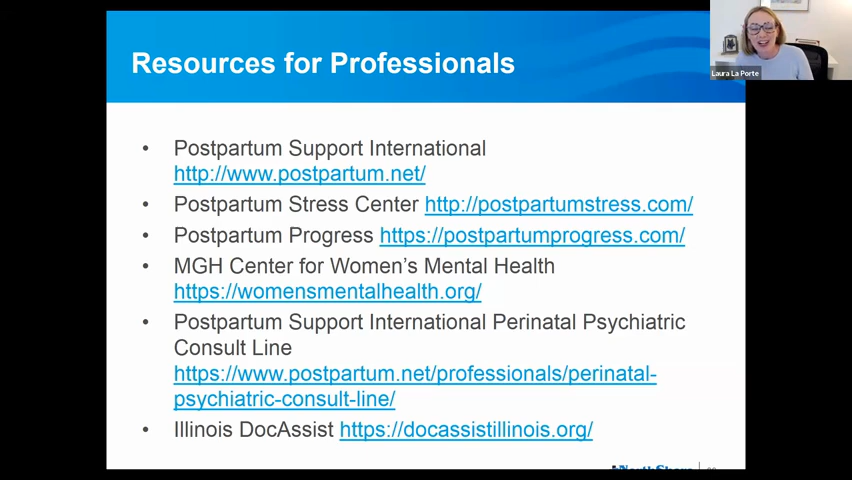 Resources for Professionals
Laura La Porte
• Postpartum Support International
http://www.postpartum.net/
• Postpartum Stress Center http://postpartumstress.com/
• Postpartum Progress https://postpartumprogress.com/
• MGH Center for Women's Mental Health
https://womensmentalhealth.org/
• Postpartum Support International Perinatal Psychiatric
Consult Line
https://www.postpartum.net/professionals/perinatal-
psychiatric-consult-line/
• Illinois DocAssist https://docassistillinois.org/
NorthShore